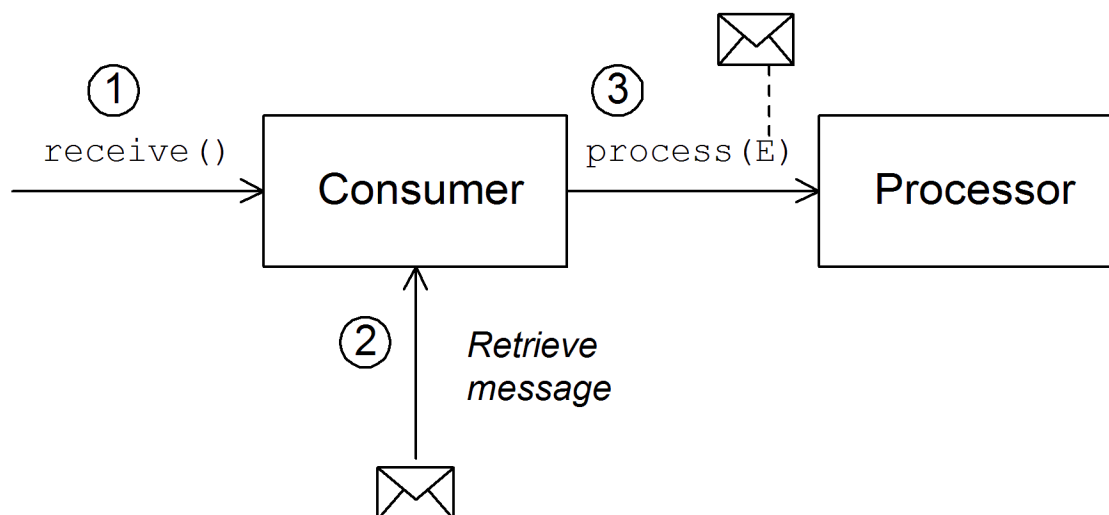 1
receive()
Consumer
2
Retrieve
message
3
process(E)
Processor